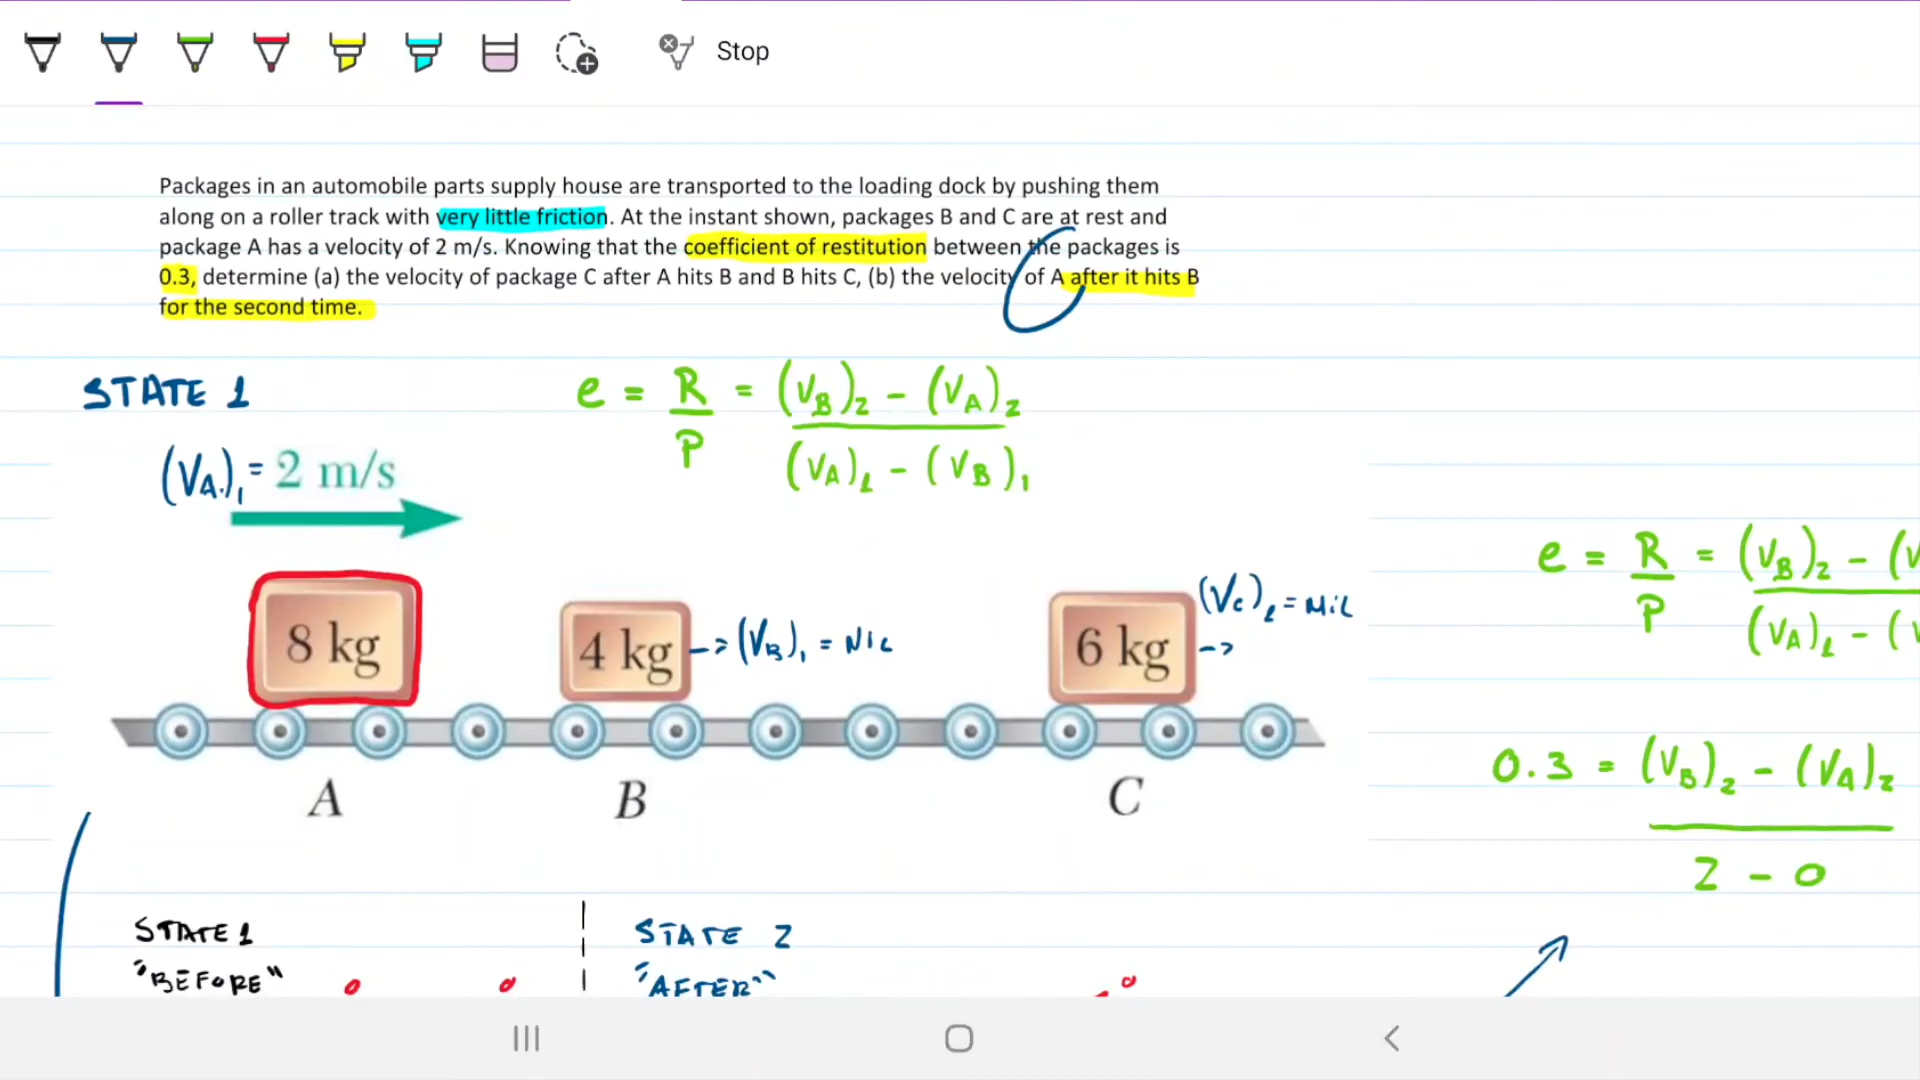 Stop
Packages in an automobile parts supply house are transported to the loading dock by pushing them
along on a roller track with very little friction. At the instant shown, packages B and C are at rest and
package A has a velocity of 2 m/s. Knowing that the coefficient of restitution between the packages is
0.3, determine (a) the velocity of package C after A hits B and B hits C, (b) the velocity of A after it hits B
for the second time.
STATE 1
e = R/P = (VB)2 - (VA)2 / (VA)1 - (VB)1
(VA)1 = 2 m/s
e = R/P = (VB)2 - (V / (VA)1 - (V
8 kg
4 kg -> (VB)1 = NIL
6 kg -> (VC)1 = NIL
A B C
0.3 = (VB)2 - (VA)2 / 2 - 0
STATE 1
"BEFORE"
STATE 2
"AFTER"